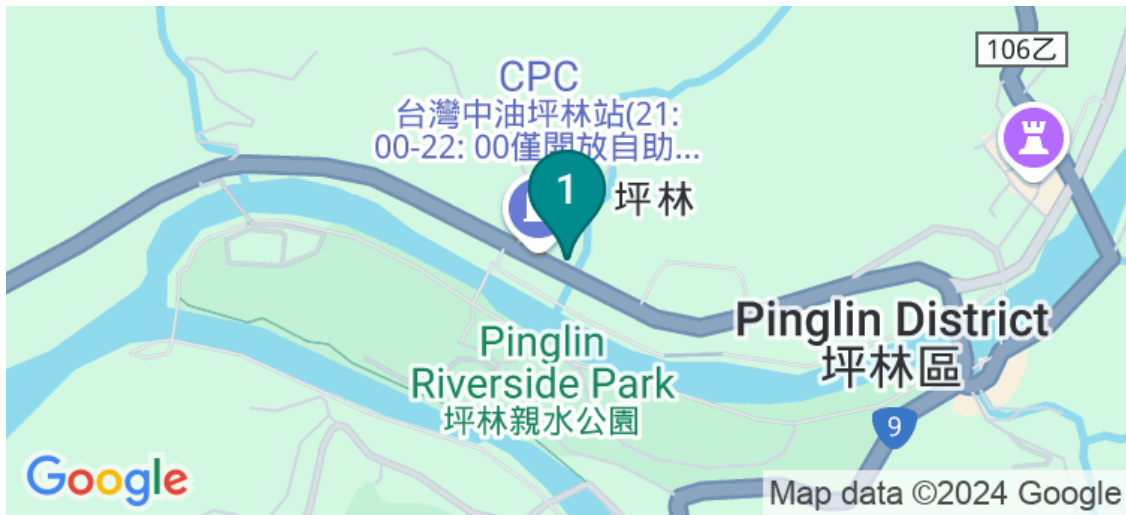 106乙
CPC
台灣中油坪林站(21:
00-22: 00僅開放自助...
1
坪林
Pinglin District
坪林區
Pinglin
Riverside Park
坪林親水公園
9
Google
Map data ©2024 Google